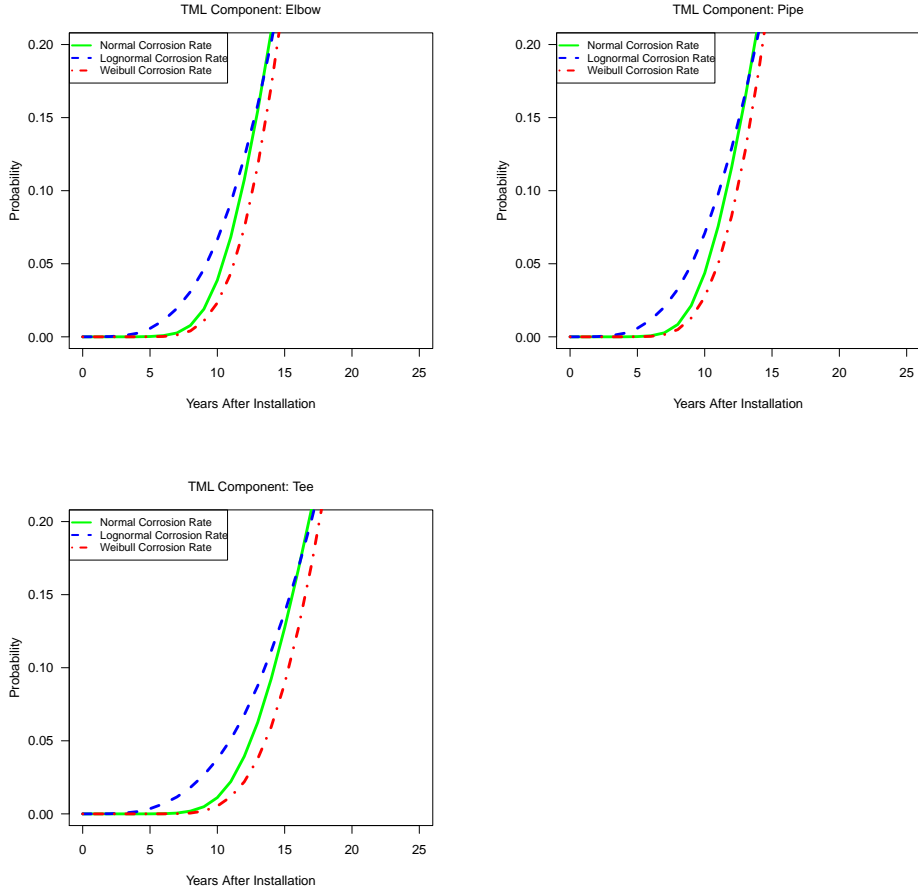 TML Component: Elbow
Normal Corrosion Rate
Lognormal Corrosion Rate
Weibull Corrosion Rate
0.20
0.15
0.10
0.05
0.00
Probability
0 5 10 15 20 25
Years After Installation
TML Component: Pipe
Normal Corrosion Rate
Lognormal Corrosion Rate
Weibull Corrosion Rate
0.20
0.15
0.10
0.05
0.00
Probability
0 5 10 15 20 25
Years After Installation
TML Component: Tee
Normal Corrosion Rate
Lognormal Corrosion Rate
Weibull Corrosion Rate
0.20
0.15
0.10
0.05
0.00
Probability
0 5 10 15 20 25
Years After Installation